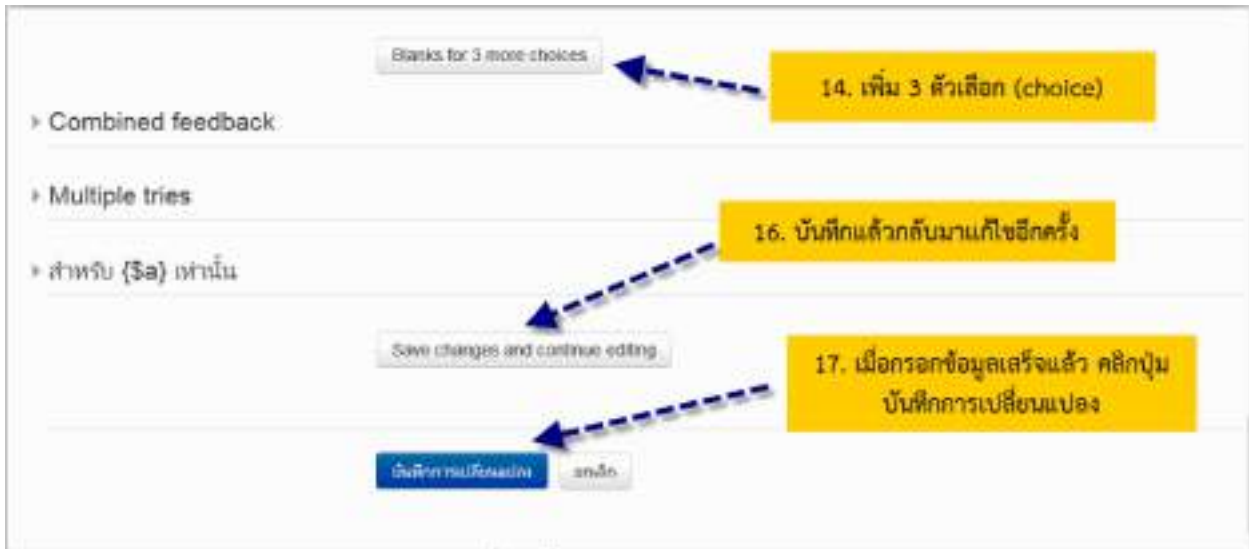 Blanks for 3 more choices
14. เพิ่ม 3 ตัวเลือก (choice)
Combined feedback
Multiple tries
16. บันทึกแล้วกลับมาแก้ไขอีกครั้ง
สำหรับ {$a} เท่านั้น
Save changes and continue editing
17. เมื่อกรอกข้อมูลเสร็จแล้ว คลิกปุ่ม
บันทึกการเปลี่ยนแปลง
บันทึกการเปลี่ยนแปลง
ยกเลิก